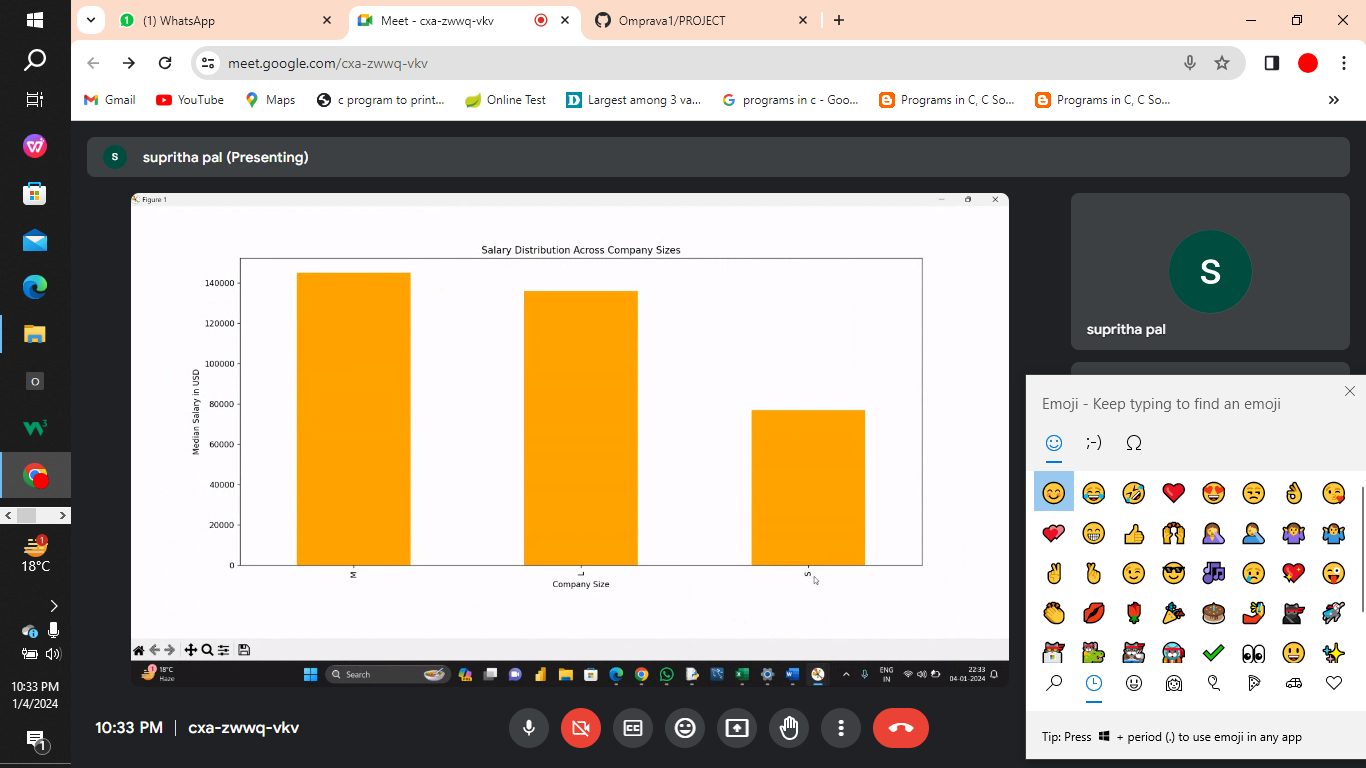 (1) WhatsApp
Meet - cxa-zwwq-vkv
Omprava1/PROJECT
meet.google.com/cxa-zwwq-vkv
Gmail
YouTube
Maps
c program to print...
Online Test
Largest among 3 va...
programs in c - Goo...
Programs in C, C So...
Programs in C, C So...
S
supritha pal (Presenting)
Figure 1
Salary Distribution Across Company Sizes
140000
120000
100000
80000
60000
40000
20000
0
Median Salary in USD
M
L
S
Company Size
1
18°C
Haze
Search
ENG
IN
22:33
04-01-2024
S
supritha pal
Emoji - Keep typing to find an emoji
;-)
Ω
Tip: Press + period (.) to use emoji in any app
10:33 PM
cxa-zwwq-vkv
O
W3
1
18°C
10:33 PM
1/4/2024
1